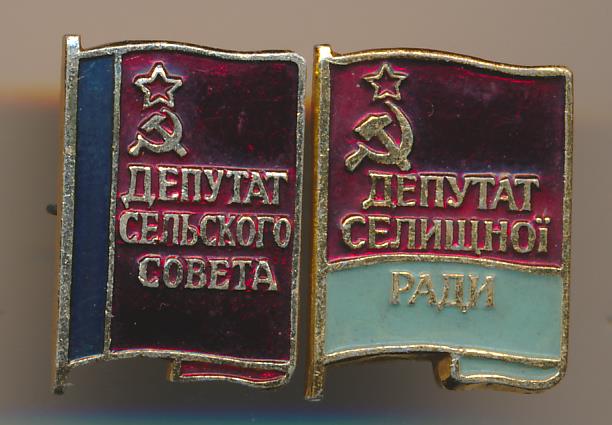 ДЕПУТАТ
СЕЛЬСКОГО
СОВЕТА
ДЕПУТАТ
СЕЛИЩНОЇ
РАДИ